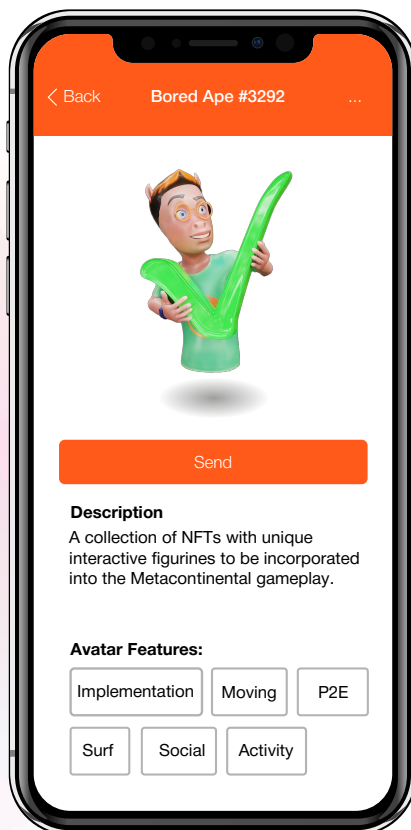 Back Bored Ape #3292 ...
Send
Description
A collection of NFTs with unique
interactive figurines to be incorporated
into the Metacontinental gameplay.
Avatar Features:
Implementation Moving P2E
Surf Social Activity